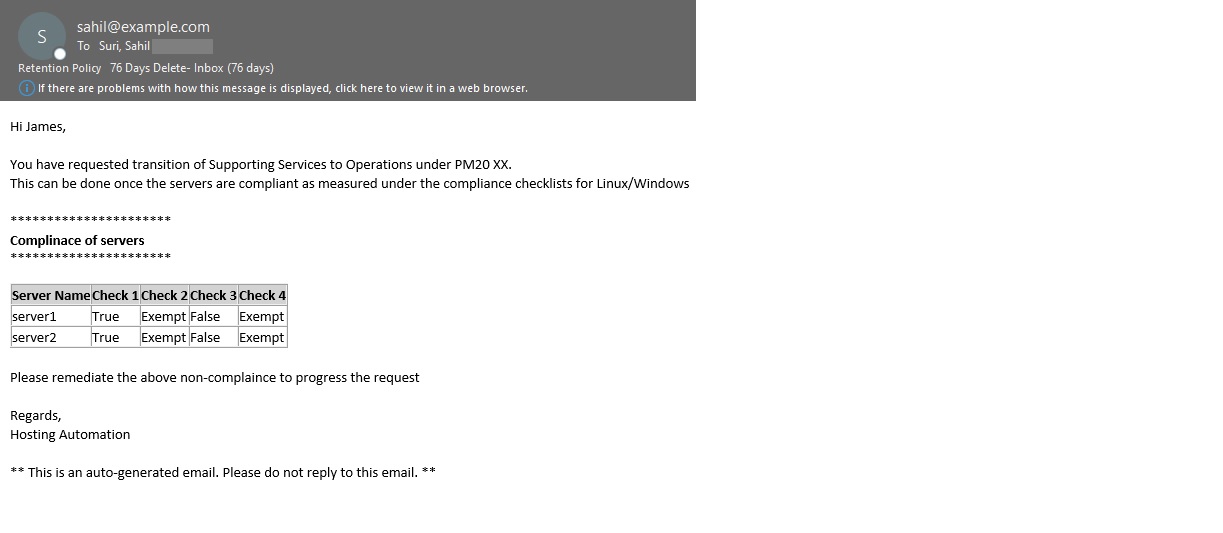 S
sahil@example.com
To Suri, Sahil
Retention Policy 76 Days Delete- Inbox (76 days)
If there are problems with how this message is displayed, click here to view it in a web browser.
Hi James,
You have requested transition of Supporting Services to Operations under PM20 XX.
This can be done once the servers are compliant as measured under the compliance checklists for Linux/Windows
**********************
Complinace of servers
**********************
Server Name Check 1 Check 2 Check 3 Check 4
server1 True Exempt False Exempt
server2 True Exempt False Exempt
Please remediate the above non-complaince to progress the request
Regards,
Hosting Automation
** This is an auto-generated email. Please do not reply to this email. **